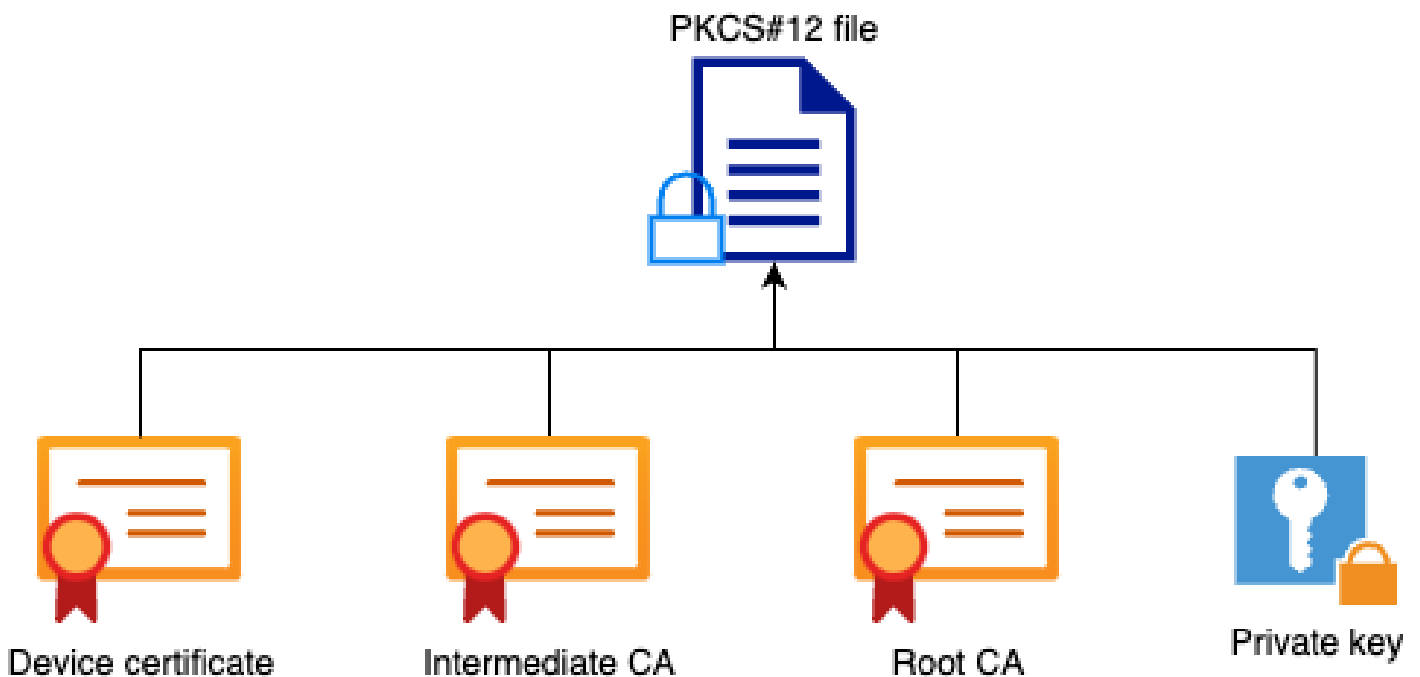 PKCS#12 file
Device certificate
Intermediate CA
Root CA
Private key